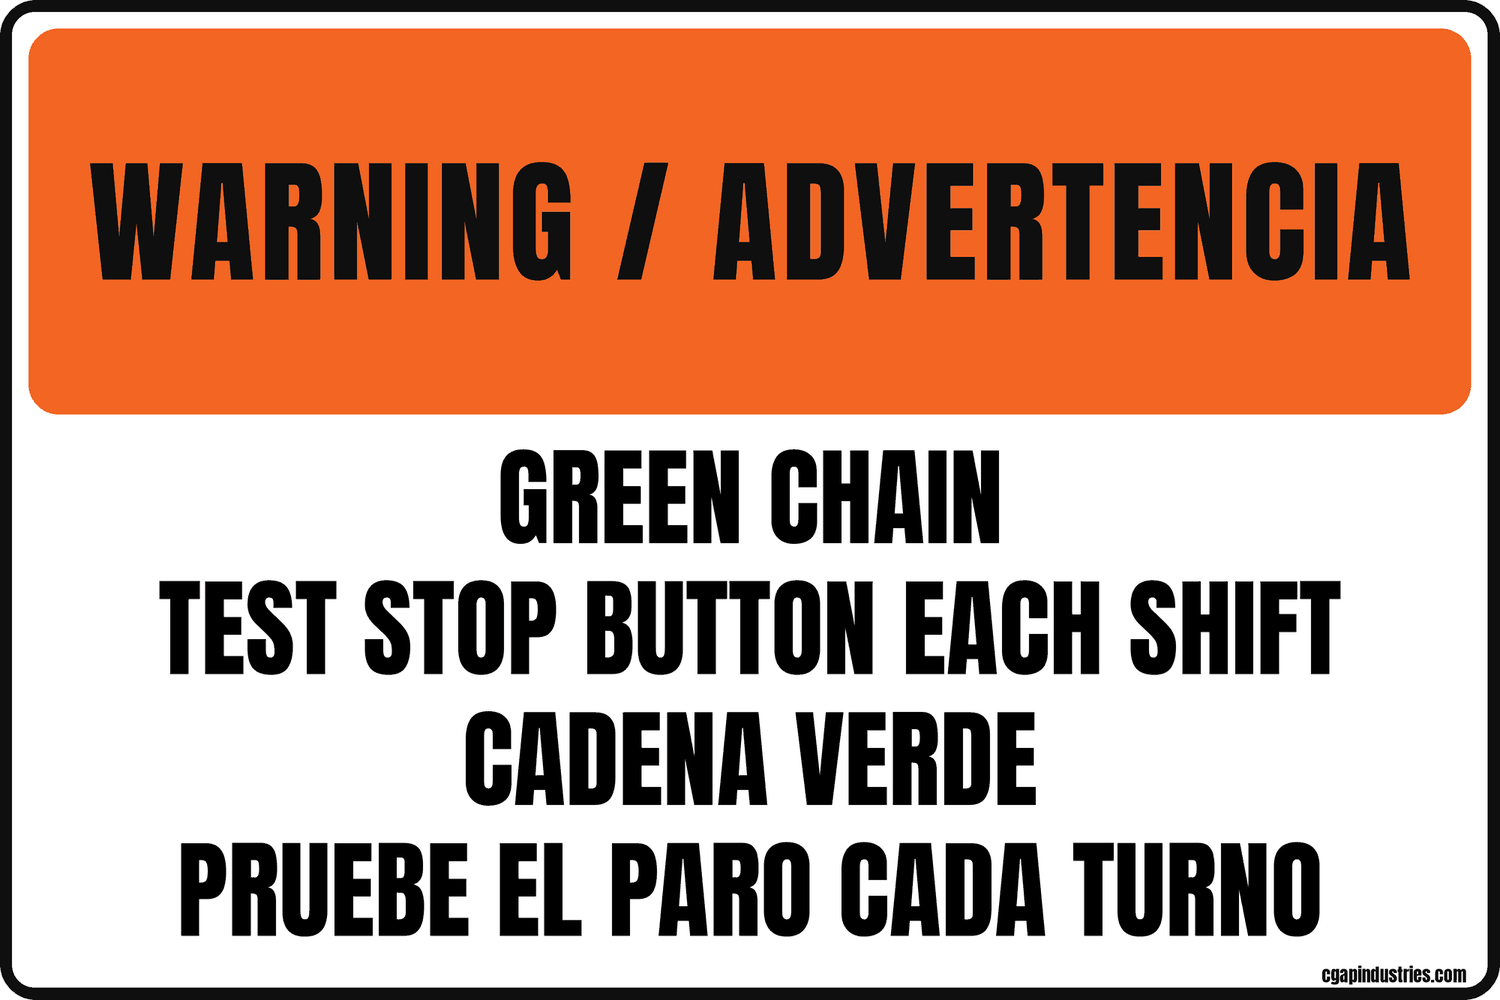 WARNING / ADVERTENCIA
GREEN CHAIN
TEST STOP BUTTON EACH SHIFT
CADENA VERDE
PRUEBE EL PARO CADA TURNO
cgapindustries.com